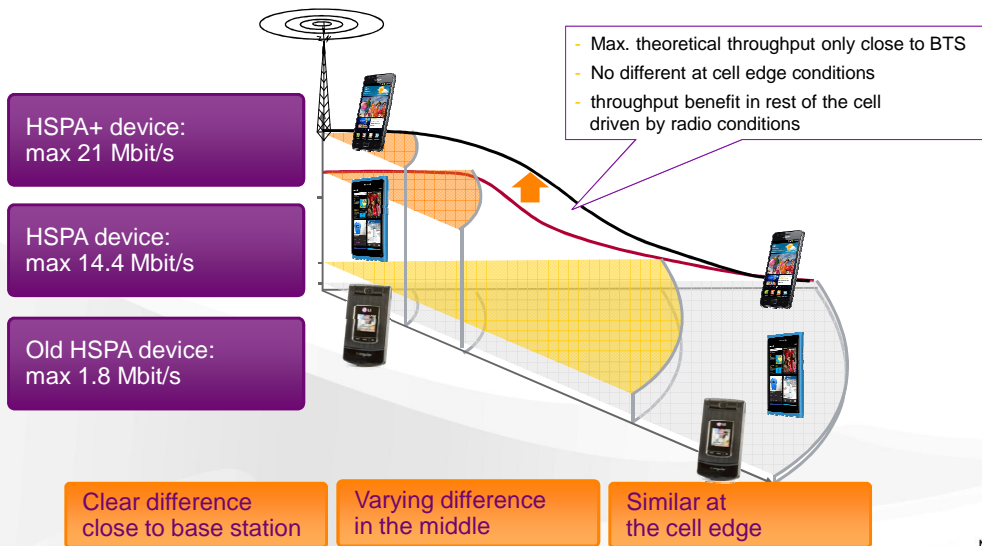 - Max. theoretical throughput only close to BTS
- No different at cell edge conditions
- throughput benefit in rest of the cell
driven by radio conditions
HSPA+ device:
max 21 Mbit/s
HSPA device:
max 14.4 Mbit/s
Old HSPA device:
max 1.8 Mbit/s
Clear difference
close to base station
Varying difference
in the middle
Similar at
the cell edge